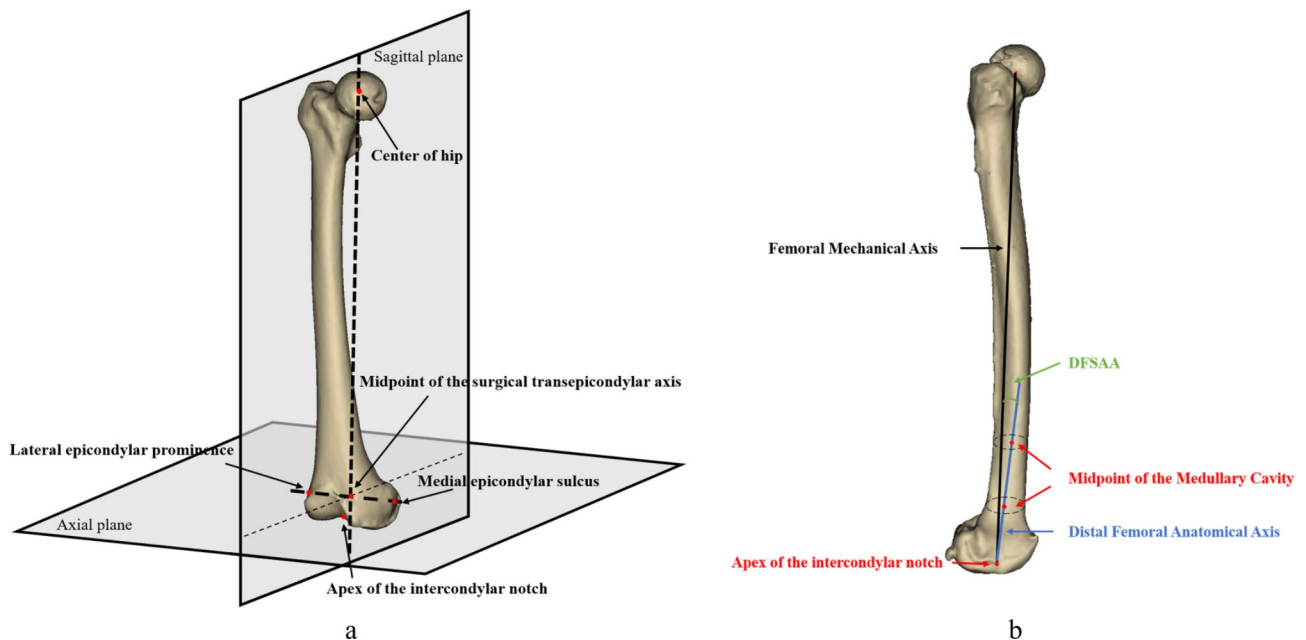 Sagittal plane
Center of hip
Midpoint of the surgical transepicondylar axis
Lateral epicondylar prominence
Medial epicondylar sulcus
Axial plane
Apex of the intercondylar notch
a
Femoral Mechanical Axis
DFSAA
Midpoint of the Medullary Cavity
Distal Femoral Anatomical Axis
Apex of the intercondylar notch
b